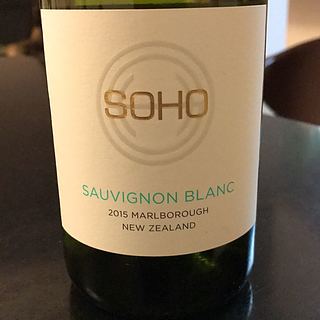 SOHO
SAUVIGNON BLANC
2015 MARLBOROUGH
NEW ZEALAND